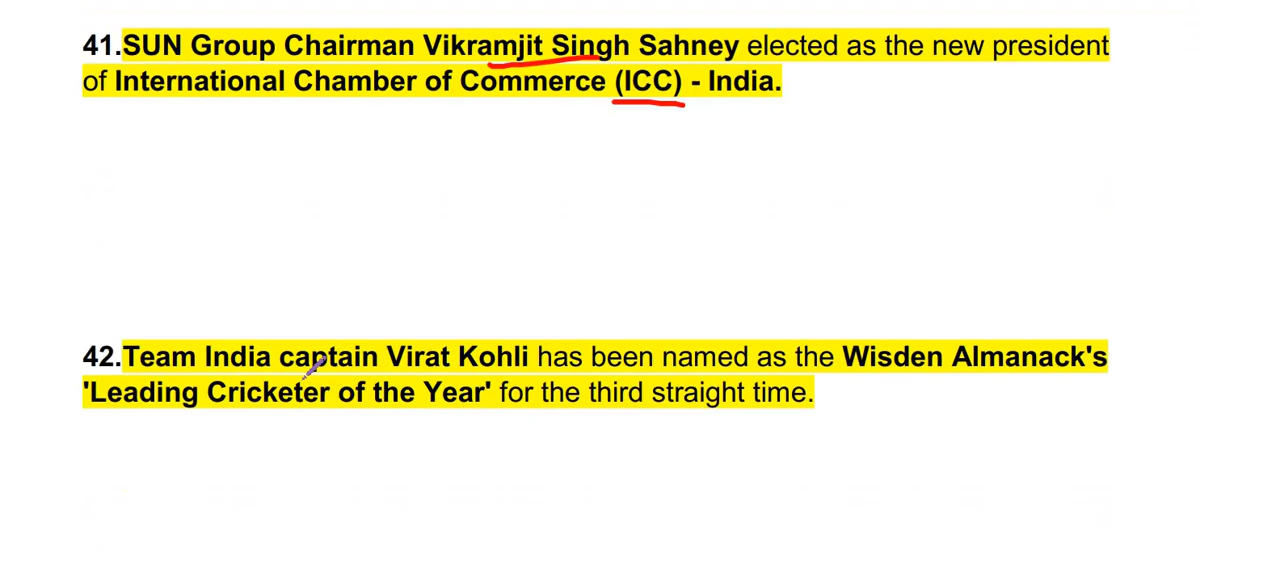 41.SUN Group Chairman Vikramjit Singh Sahney elected as the new president
of International Chamber of Commerce (ICC) - India.
42.Team India captain Virat Kohli has been named as the Wisden Almanack's
'Leading Cricketer of the Year' for the third straight time.